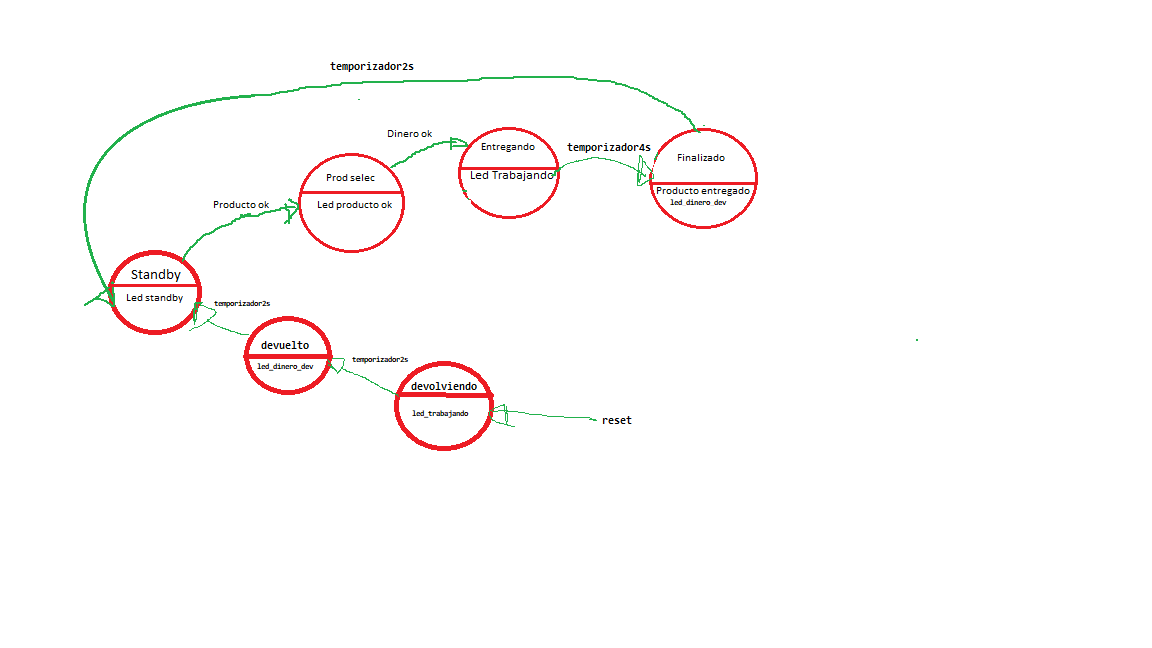 temporizador2s
Dinero ok
Entregando
Led Trabajando
temporizador4s
Finalizado
Producto entregado
led_dinero_dev
Prod selec
Led producto ok
Producto ok
Standby
Led standby
temporizador2s
devuelto
led_dinero_dev
temporizador2s
devolviendo
led_trabajando
reset